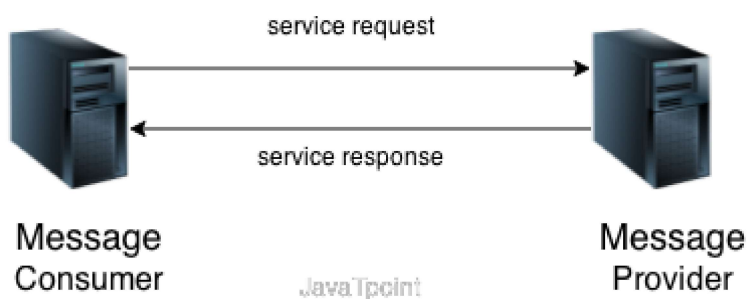 service request
service response
Message
Consumer
Message
Provider
JavaTpoint